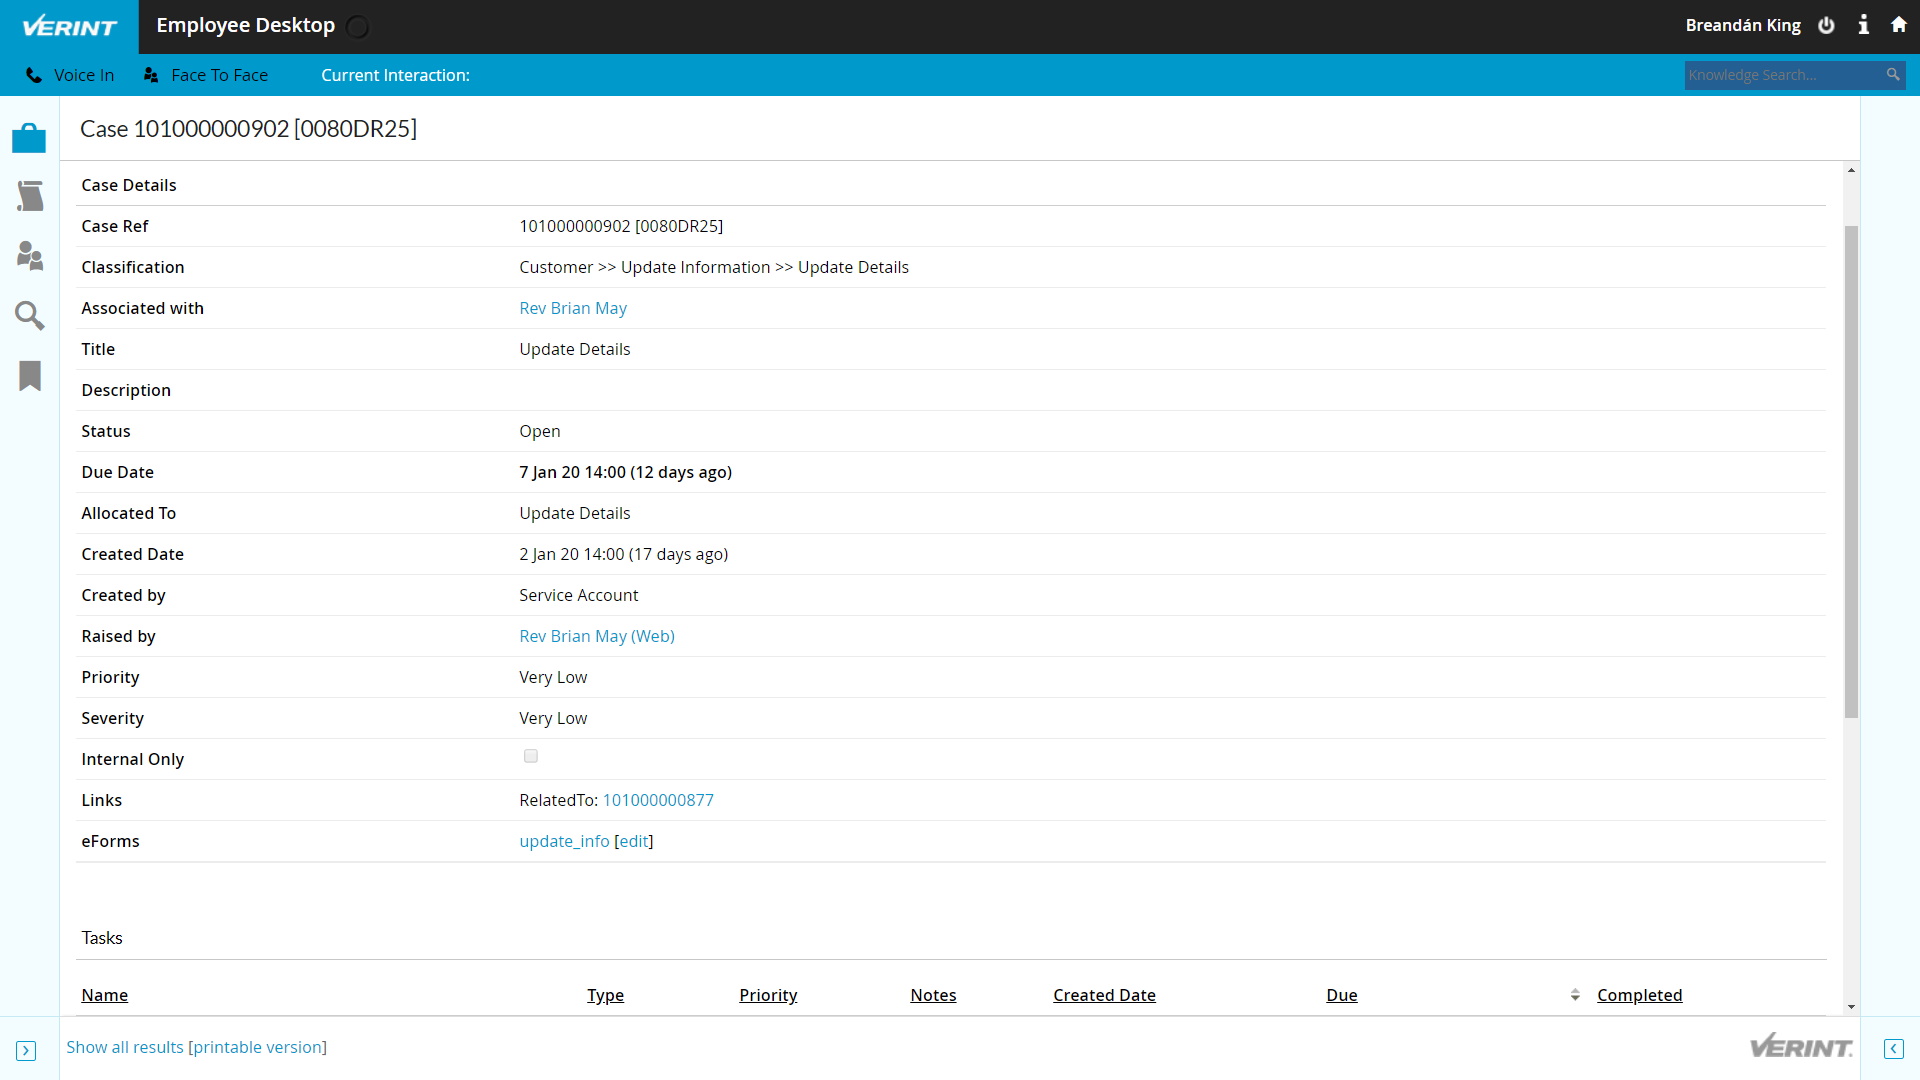 VERINT Employee Desktop Breandán King
Voice In Face To Face Current Interaction: Knowledge Search...
Case 101000000902 [0080DR25]
Case Details
Case Ref 101000000902 [0080DR25]
Classification Customer >> Update Information >> Update Details
Associated with Rev Brian May
Title Update Details
Description
Status Open
Due Date 7 Jan 20 14:00 (12 days ago)
Allocated To Update Details
Created Date 2 Jan 20 14:00 (17 days ago)
Created by Service Account
Raised by Rev Brian May (Web)
Priority Very Low
Severity Very Low
Internal Only
Links RelatedTo: 101000000877
eForms update_info [edit]
Tasks
Name Type Priority Notes Created Date Due Completed
Show all results [printable version] VERINT.